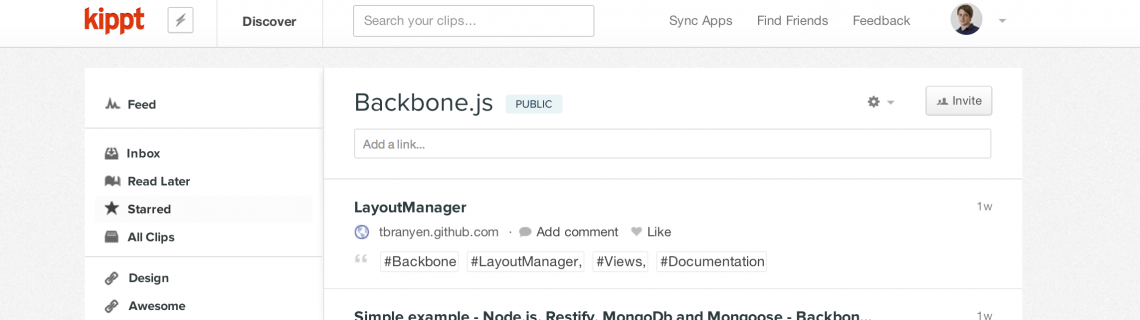 kippt Discover Search your clips... Sync Apps Find Friends Feedback
Feed
Inbox
Read Later
Starred
All Clips
Design
Awesome
Backbone.js PUBLIC Invite
Add a link...
LayoutManager 1w
tbranyen.github.com · Add comment Like
#Backbone #LayoutManager, #Views, #Documentation
Simple example - Node.js, Restify, MongoDb and Mongoose - Backbon... 1w